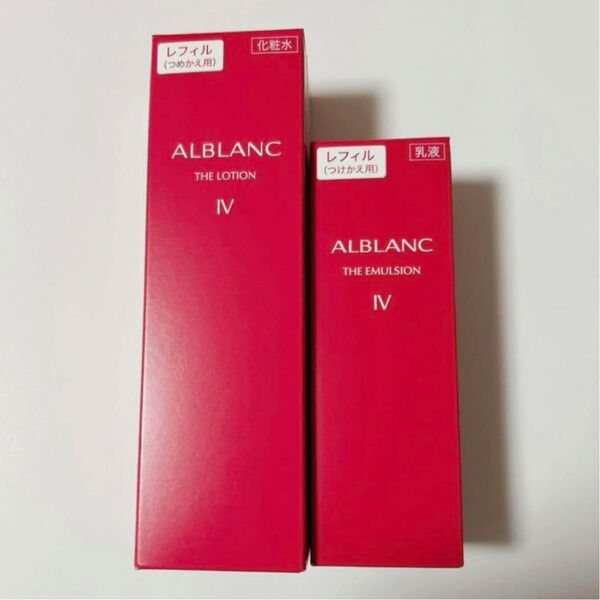 レフィル
(つめかえ用)
化粧水
ALBLANC
THE LOTION
IV
レフィル
(つけかえ用)
乳液
ALBLANC
THE EMULSION
IV